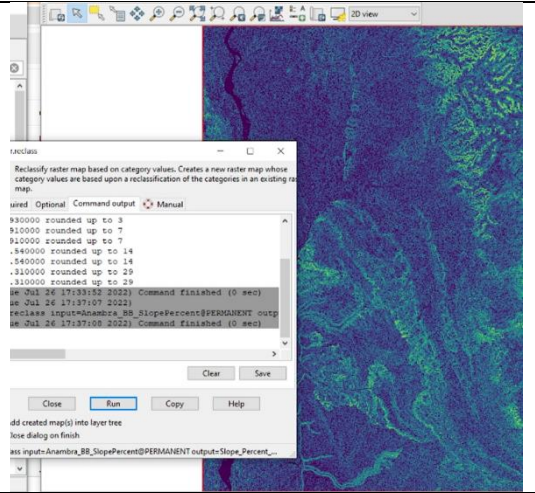 2D view
r.reclass
Reclassify raster map based on category values. Creates a new raster map whose
category values are based upon a reclassification of the categories in an existing ras
map.
uired Optional Command output Manual
930000 rounded up to 3
910000 rounded up to 7
910000 rounded up to 7
.540000 rounded up to 14
.540000 rounded up to 14
.310000 rounded up to 29
.310000 rounded up to 29
ue Jul 26 17:33:52 2022) Command finished (0 sec)
ue Jul 26 17:37:07 2022)
reclass input=Anambra_BB_SlopePercent@PERMANENT outp
ue Jul 26 17:37:08 2022) Command finished (0 sec)
Clear Save
Close Run Copy Help
dd created map(s) into layer tree
lose dialog on finish
ass input=Anambra_BB_SlopePercent@PERMANENT output=Slope_Percent_...